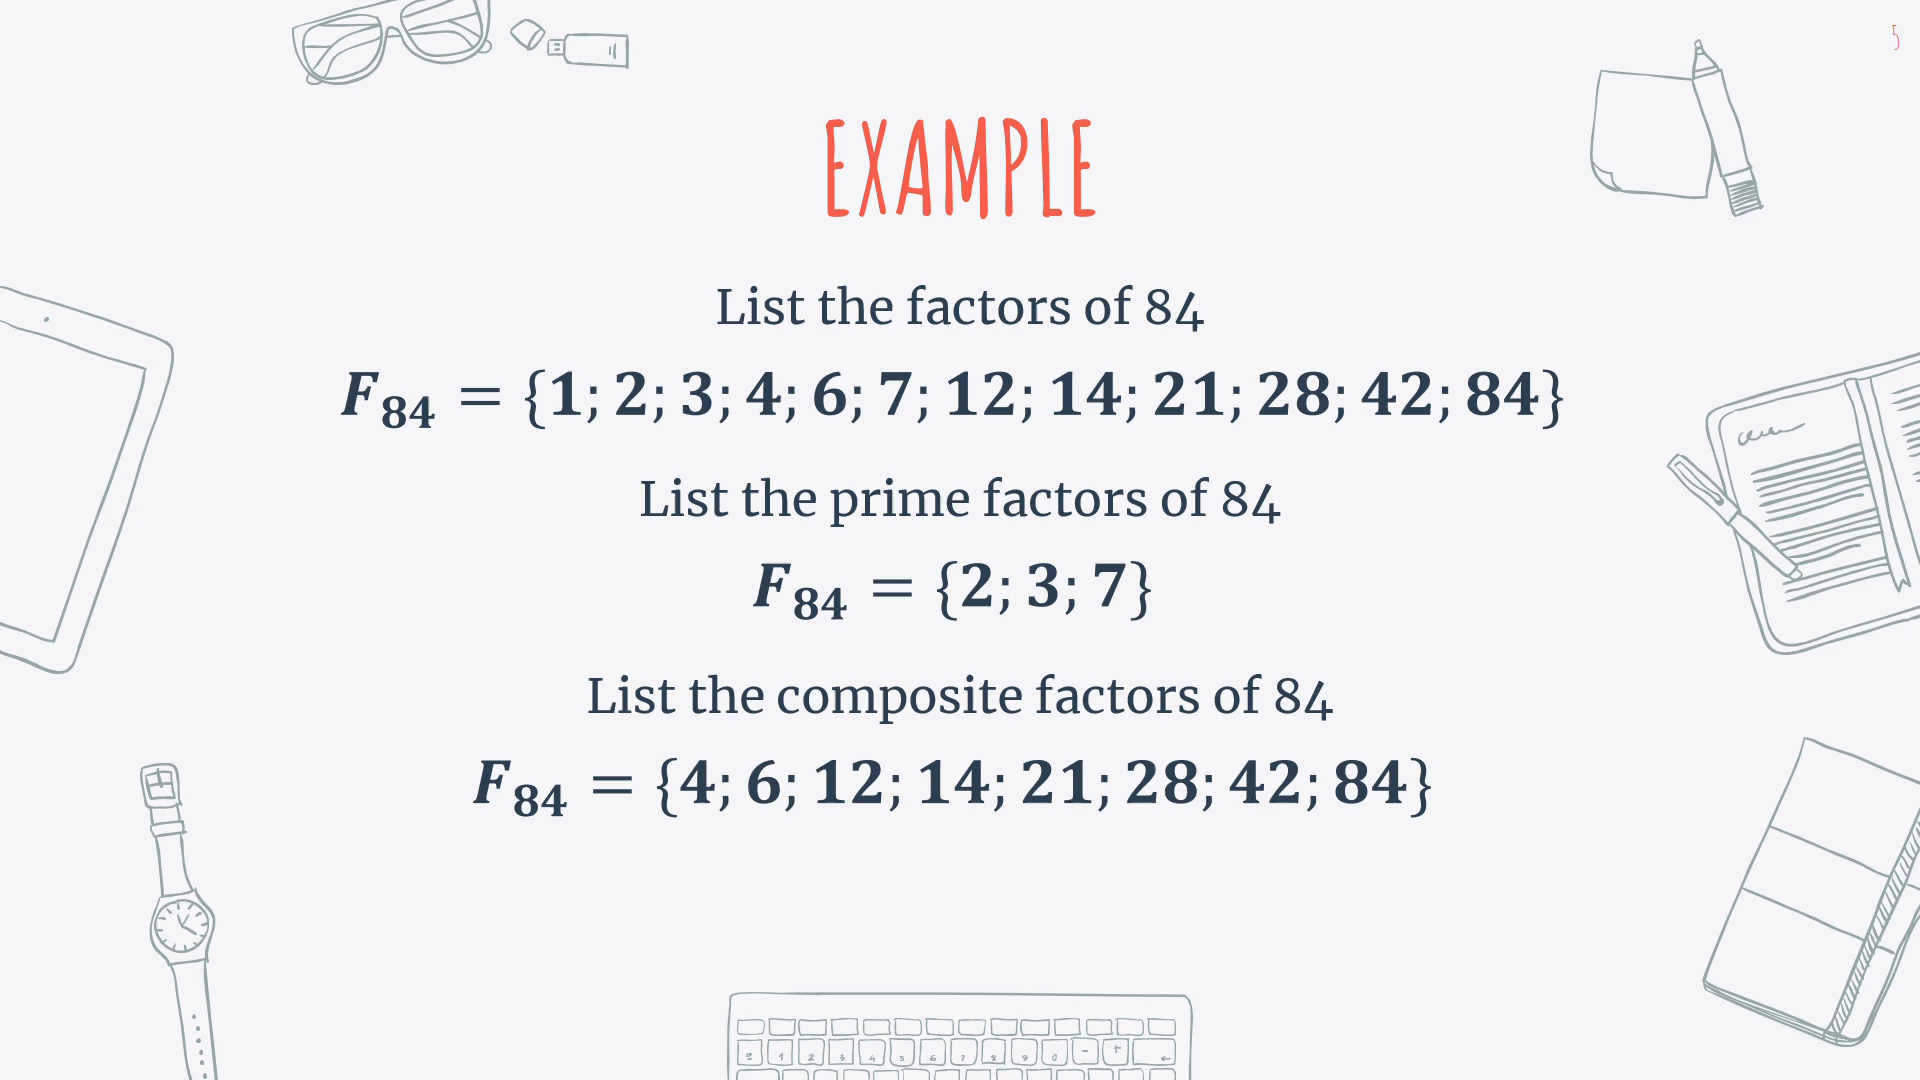 5
EXAMPLE
List the factors of 84
F₈₄ = {1; 2; 3; 4; 6; 7; 12; 14; 21; 28; 42; 84}
List the prime factors of 84
F₈₄ = {2; 3; 7}
List the composite factors of 84
F₈₄ = {4; 6; 12; 14; 21; 28; 42; 84}